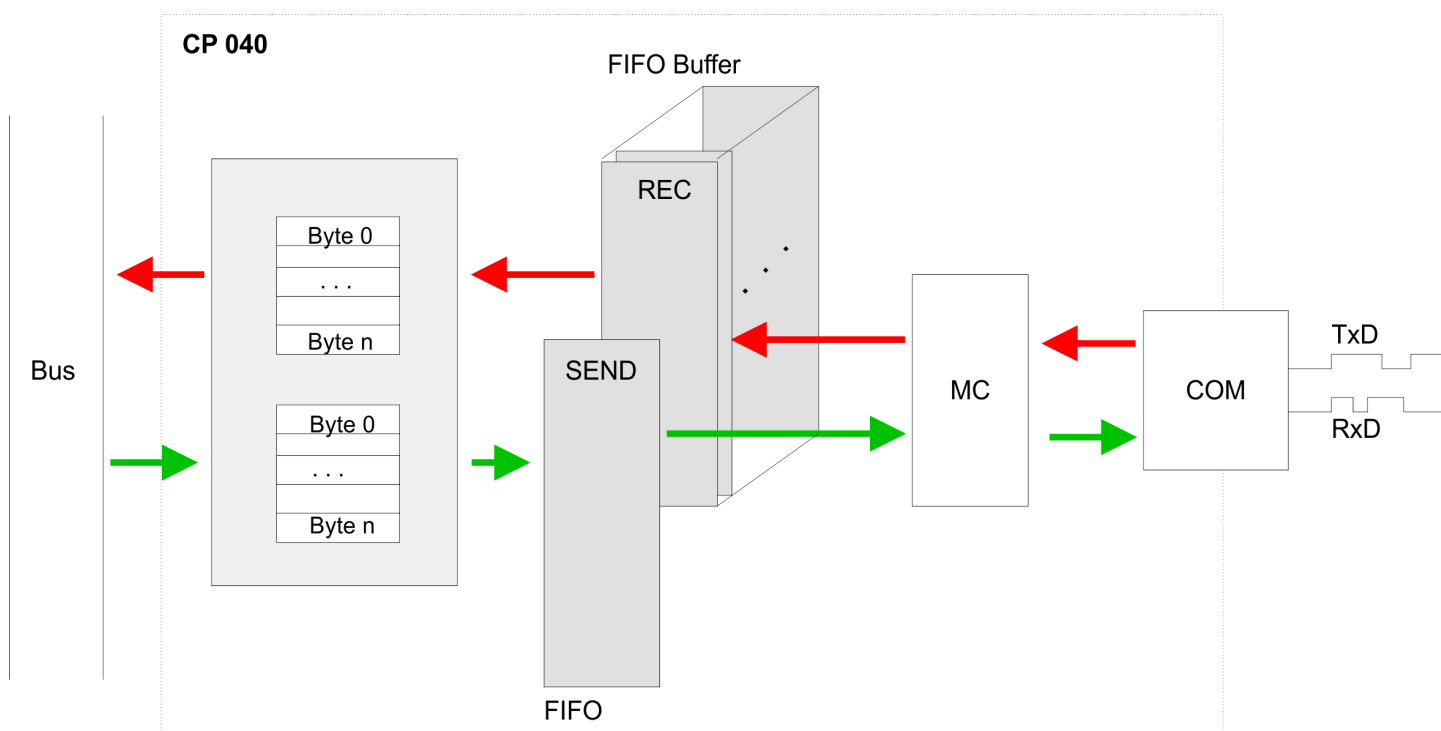 CP 040
FIFO Buffer
REC
Byte 0
. . .
Byte n
Bus
SEND
MC
COM
TxD
RxD
Byte 0
. . .
Byte n
FIFO